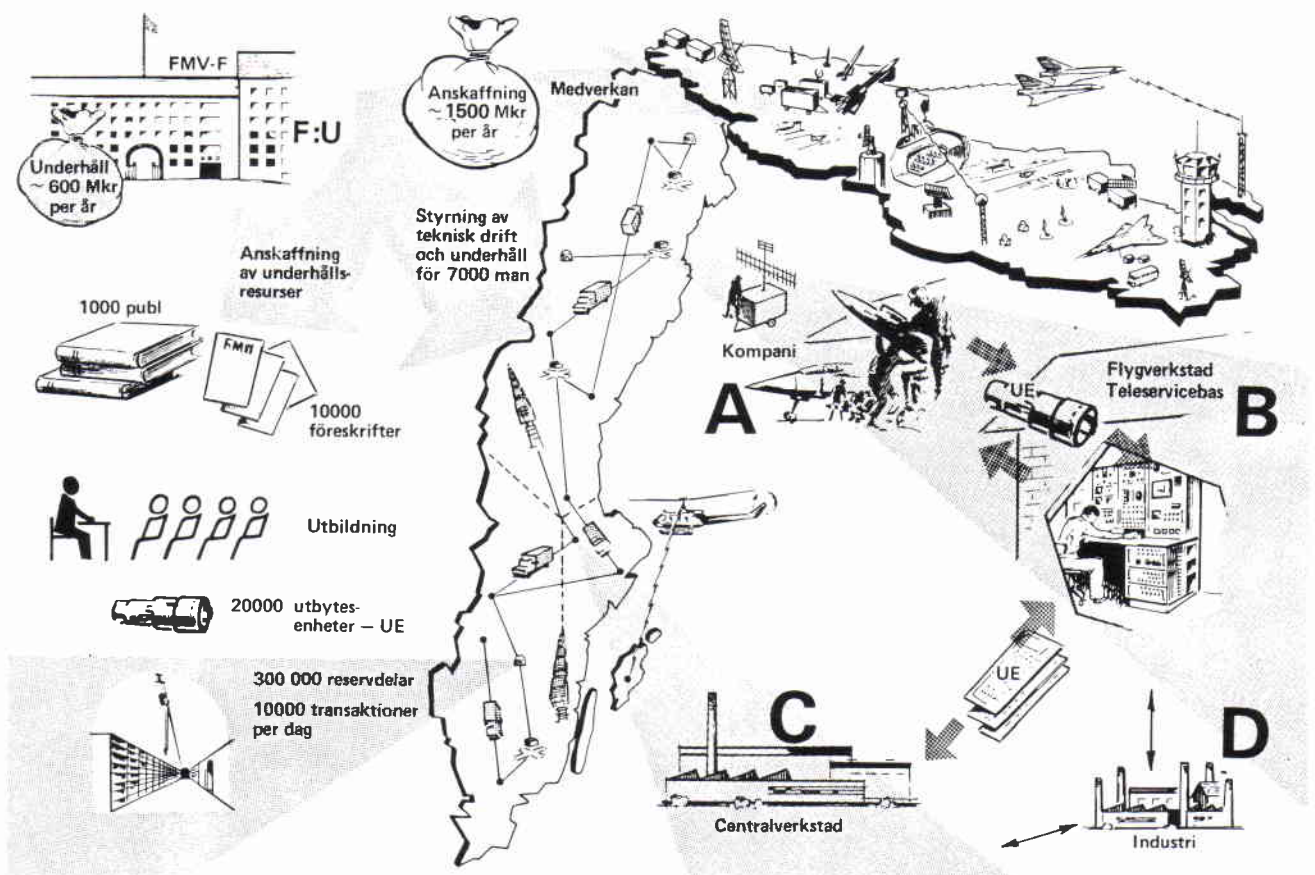 FMV-F
F:U
Underhåll
~ 600 Mkr
per år
Anskaffning
~ 1500 Mkr
per år
Medverkan
Styrning av
teknisk drift
och underhåll
för 7000 man
Anskaffning
av underhålls-
resurser
1000 publ
10000
föreskrifter
Utbildning
20000 utbytes-
enheter – UE
300 000 reservdelar
10000 transaktioner
per dag
Kompani
A
UE
Flygverkstad
Teleservicebas
B
UE
C
Centralverkstad
D
Industri